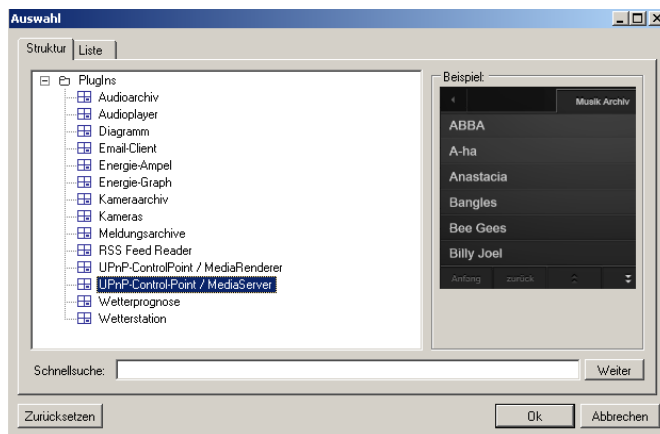 Auswahl
Struktur
Liste
PlugIns
Audioarchiv
Audioplayer
Diagramm
Email-Client
Energie-Ampel
Energie-Graph
Kameraarchiv
Kameras
Meldungsarchive
RSS Feed Reader
UPnP-ControlPoint / MediaRenderer
UPnP-Control-Point / MediaServer
Wetterprognose
Wetterstation
Beispiel:
Musik Archiv
ABBA
A-ha
Anastacia
Bangles
Bee Gees
Billy Joel
Anfang zurück
Schnellsuche:
Weiter
Zurücksetzen
Ok
Abbrechen